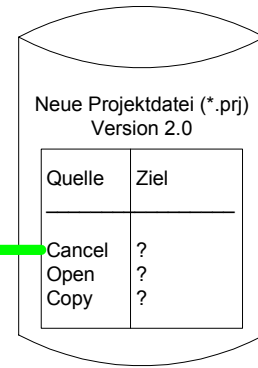 Neue Projektdatei (*.prj)
Version 2.0
Quelle Ziel
Cancel ?
Open ?
Copy ?